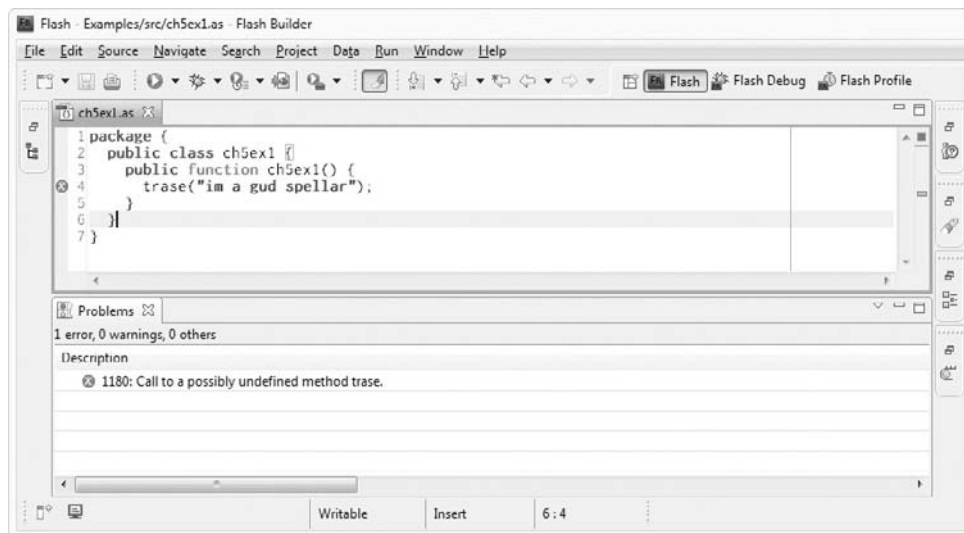 Flash - Examples/src/ch5ex1.as - Flash Builder
File Edit Source Navigate Search Project Data Run Window Help
Flash Flash Debug Flash Profile
ch5ex1.as
1 package {
2 public class ch5ex1 {
3 public function ch5ex1() {
4 trase("im a gud spellar");
5 }
6 }
7 }
Problems
1 error, 0 warnings, 0 others
Description
1180: Call to a possibly undefined method trase.
Writable Insert 6 : 4